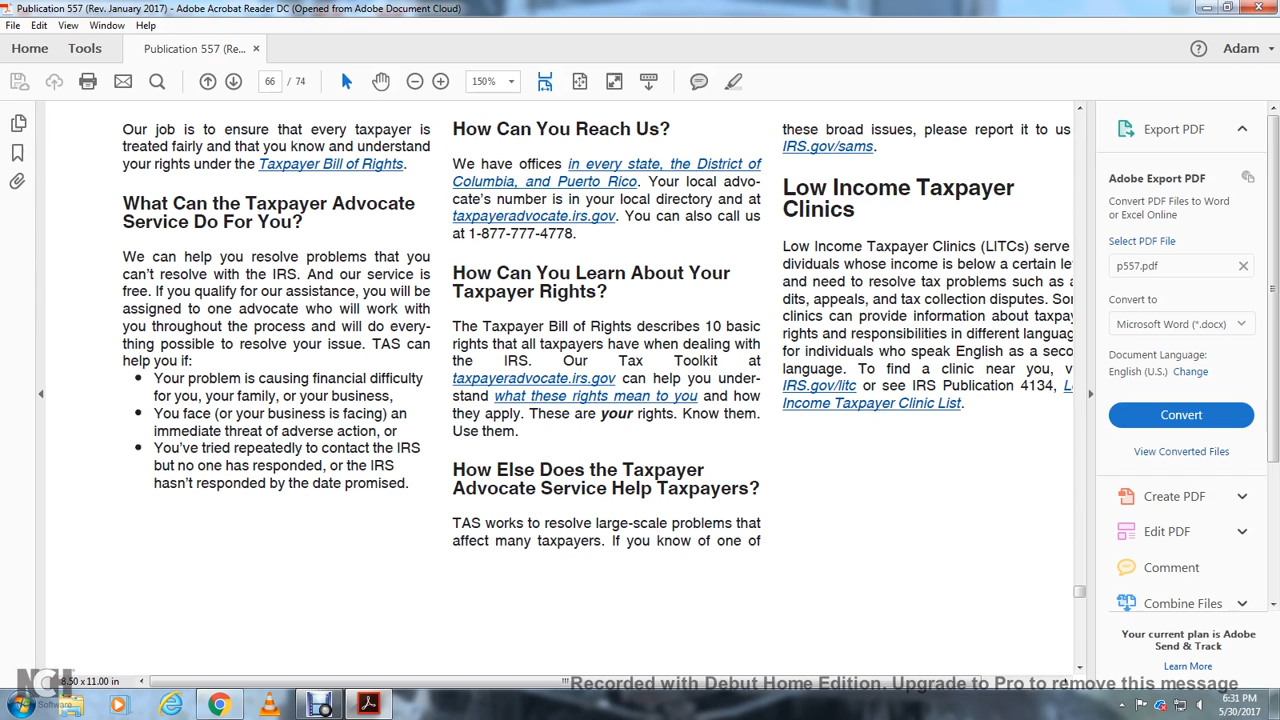 Publication 557 (Rev. January 2017) - Adobe Acrobat Reader DC (Opened from Adobe Document Cloud)
File Edit View Window Help
Home Tools Publication 557 (Re... × Adam
66 / 74 150%
Our job is to ensure that every taxpayer is
treated fairly and that you know and understand
your rights under the Taxpayer Bill of Rights.
What Can the Taxpayer Advocate
Service Do For You?
We can help you resolve problems that you
can’t resolve with the IRS. And our service is
free. If you qualify for our assistance, you will be
assigned to one advocate who will work with
you throughout the process and will do every-
thing possible to resolve your issue. TAS can
help you if:
• Your problem is causing financial difficulty
for you, your family, or your business,
• You face (or your business is facing) an
immediate threat of adverse action, or
• You’ve tried repeatedly to contact the IRS
but no one has responded, or the IRS
hasn’t responded by the date promised.
How Can You Reach Us?
We have offices in every state, the District of
Columbia, and Puerto Rico. Your local advo-
cate’s number is in your local directory and at
taxpayeradvocate.irs.gov. You can also call us
at 1-877-777-4778.
How Can You Learn About Your
Taxpayer Rights?
The Taxpayer Bill of Rights describes 10 basic
rights that all taxpayers have when dealing with
the IRS. Our Tax Toolkit at
taxpayeradvocate.irs.gov can help you under-
stand what these rights mean to you and how
they apply. These are your rights. Know them.
Use them.
How Else Does the Taxpayer
Advocate Service Help Taxpayers?
TAS works to resolve large-scale problems that
affect many taxpayers. If you know of one of
these broad issues, please report it to us
IRS.gov/sams.
Low Income Taxpayer
Clinics
Low Income Taxpayer Clinics (LITCs) serve
dividuals whose income is below a certain le
and need to resolve tax problems such as a
dits, appeals, and tax collection disputes. So
clinics can provide information about taxpay
rights and responsibilities in different languag
for individuals who speak English as a seco
language. To find a clinic near you, v
IRS.gov/litc or see IRS Publication 4134, L
Income Taxpayer Clinic List.
Export PDF
Adobe Export PDF
Convert PDF Files to Word
or Excel Online
Select PDF File
p557.pdf
Convert to
Microsoft Word (*.docx)
Document Language:
English (U.S.) Change
Convert
View Converted Files
Create PDF
Edit PDF
Comment
Combine Files
Your current plan is Adobe
Send & Track
Learn More
8.50 x 11.00 in
NCH
Software
"'Recorded with Debut Home Edition. Upgrade to Pro to remove this message
6:31 PM
5/30/2017